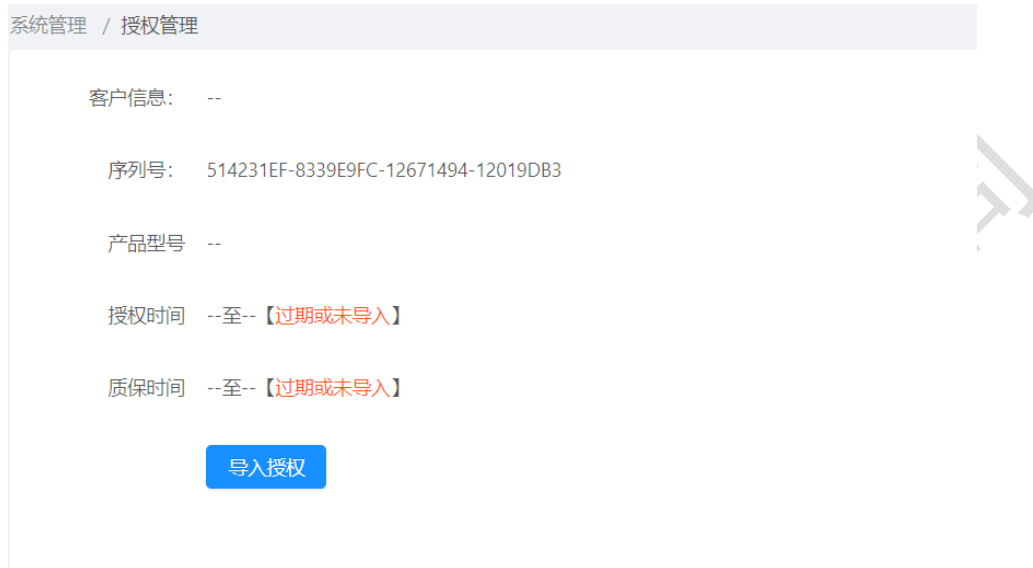 系统管理 / 授权管理
客户信息： --
序列号： 514231EF-8339E9FC-12671494-12019DB3
产品型号 --
授权时间 --至--【过期或未导入】
质保时间 --至--【过期或未导入】
导入授权